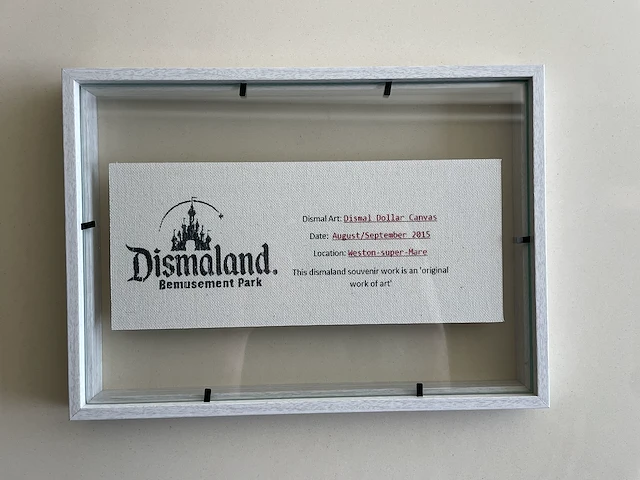 Dismaland.
Bemusement Park
Dismal Art: Dismal Dollar Canvas
Date: August/September 2015
Location: Weston-super-Mare
This dismaland souvenir work is an 'original
work of art'